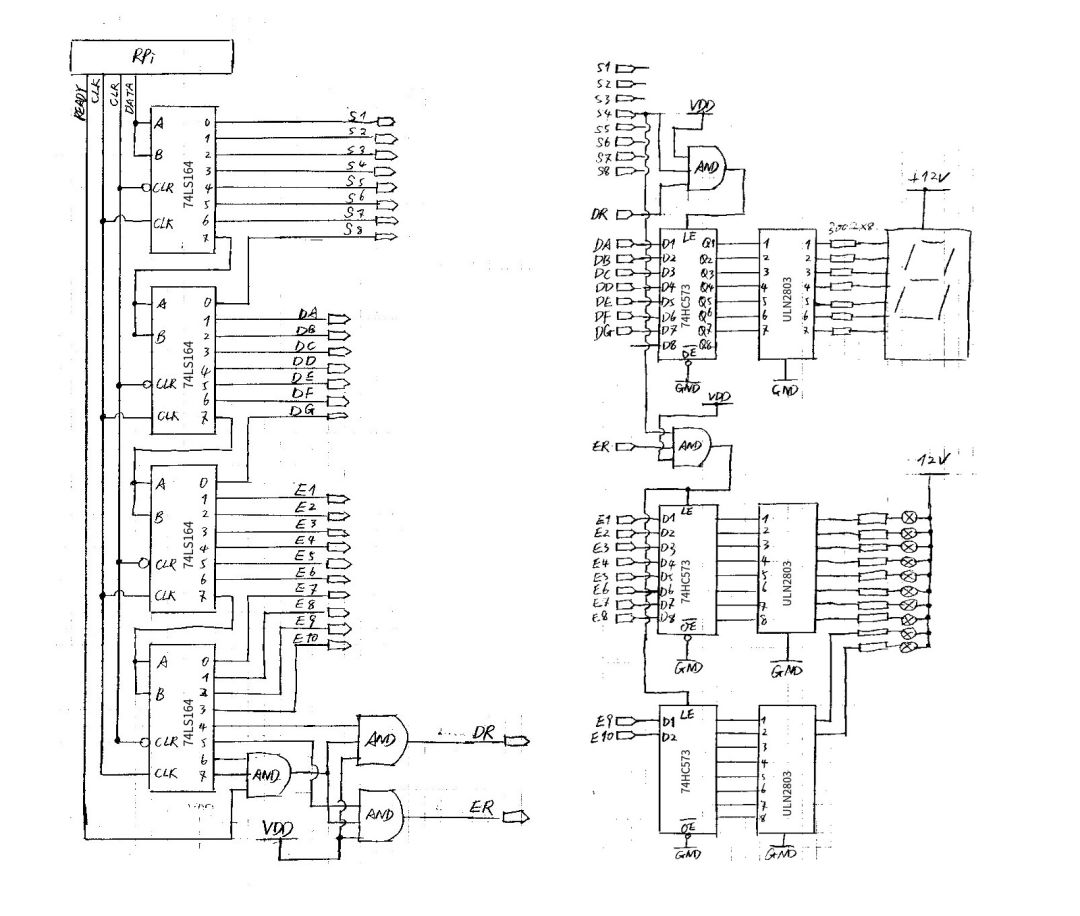 RPi
READY
CLK
CLR
DATA
A
B
CLR
CLK
74LS164
0
1
2
3
4
5
6
7
S1
S2
S3
S4
S5
S6
S7
S8
A
B
CLR
CLK
74LS164
0
1
2
3
4
5
6
7
DA
DB
DC
DD
DE
DF
DG
A
B
CLR
CLK
74LS164
0
1
2
3
4
5
6
7
E1
E2
E3
E4
E5
E6
E7
E8
E9
E10
A
B
CLR
CLK
74LS164
0
1
2
3
4
5
6
7
AND
AND
AND
DR
ER
VDD
S1
S2
S3
S4
S5
S6
S7
S8
VDD
AND
DR
DA
DB
DC
DD
DE
DF
DG
LE
D1 Q1
D2 Q2
D3 Q3
D4 Q4
D5 Q5
D6 Q6
D7 Q7
D8 Q8
74HC573
OE
GND
1 1
2 2
3 3
4 4
5 5
6 6
7 7
ULN2803
GND
+12V
VDD
ER
AND
E1
E2
E3
E4
E5
E6
E7
E8
LE
D1
D2
D3
D4
D5
D6
D7
D8
74HC573
OE
GND
1
2
3
4
5
6
7
8
ULN2803
GND
12V
E9
E10
LE
D1
D2
74HC573
OE
GND
1
2
3
4
5
6
7
8
ULN2803
GND